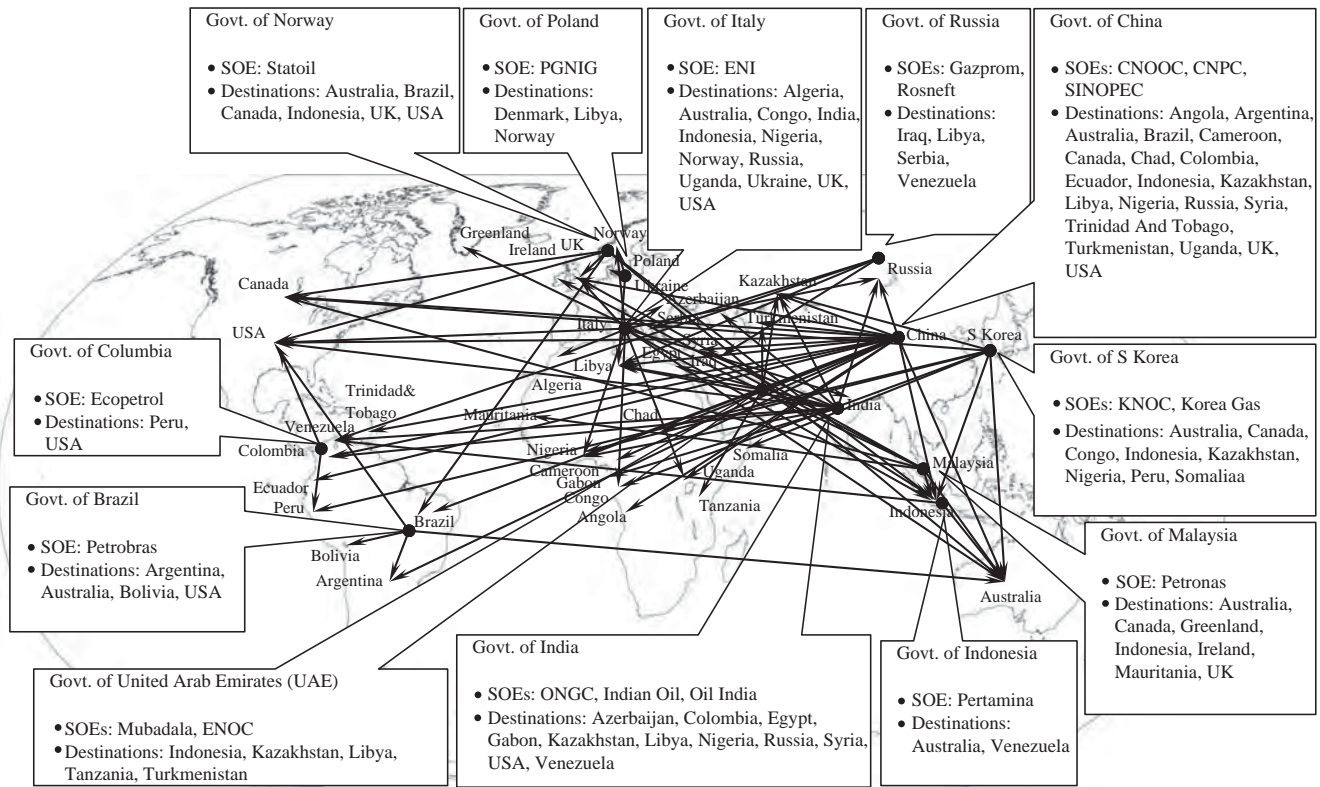 Govt. of Norway
• SOE: Statoil
• Destinations: Australia, Brazil,
Canada, Indonesia, UK, USA
Govt. of Poland
• SOE: PGNIG
• Destinations:
Denmark, Libya,
Norway
Govt. of Italy
• SOE: ENI
• Destinations: Algeria,
Australia, Congo, India,
Indonesia, Nigeria,
Norway, Russia,
Uganda, Ukraine, UK,
USA
Govt. of Russia
• SOEs: Gazprom,
Rosneft
• Destinations:
Iraq, Libya,
Serbia,
Venezuela
Govt. of China
• SOEs: CNOOC, CNPC,
SINOPEC
• Destinations: Angola, Argentina,
Australia, Brazil, Cameroon,
Canada, Chad, Colombia,
Ecuador, Indonesia, Kazakhstan,
Libya, Nigeria, Russia, Syria,
Trinidad And Tobago,
Turkmenistan, Uganda, UK,
USA
Greenland
Ireland
UK
Norway
Poland
Ukraine
Canada
Azerbaijan
Kazakhstan
Russia
USA
Italy
Serbia
Turkmenistan
China
S Korea
Syria
Egypt
Iraq
Libya
Algeria
Trinidad&
Tobago
Mauritania
Chad
India
Venezuela
Colombia
Nigeria
Somalia
Malaysia
Ecuador
Cameroon
Uganda
Gabon
Peru
Congo
Tanzania
Indonesia
Angola
Brazil
Bolivia
Argentina
Australia
Govt. of Columbia
• SOE: Ecopetrol
• Destinations: Peru,
USA
Govt. of S Korea
• SOEs: KNOC, Korea Gas
• Destinations: Australia, Canada,
Congo, Indonesia, Kazakhstan,
Nigeria, Peru, Somaliaa
Govt. of Brazil
• SOE: Petrobras
• Destinations: Argentina,
Australia, Bolivia, USA
Govt. of Malaysia
• SOE: Petronas
• Destinations: Australia,
Canada, Greenland,
Indonesia, Ireland,
Mauritania, UK
Govt. of United Arab Emirates (UAE)
• SOEs: Mubadala, ENOC
• Destinations: Indonesia, Kazakhstan, Libya,
Tanzania, Turkmenistan
Govt. of India
• SOEs: ONGC, Indian Oil, Oil India
• Destinations: Azerbaijan, Colombia, Egypt,
Gabon, Kazakhstan, Libya, Nigeria, Russia, Syria,
USA, Venezuela
Govt. of Indonesia
• SOE: Pertamina
• Destinations:
Australia, Venezuela